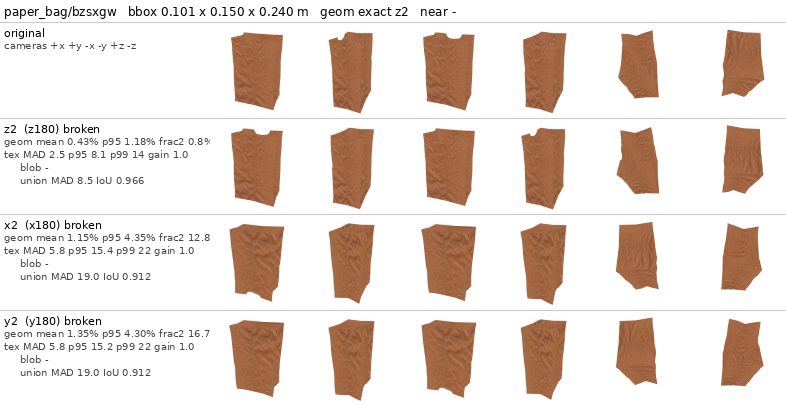 paper_bag/bzsxgw bbox 0.101 x 0.150 x 0.240 m geom exact z2 near -
original
cameras +x +y -x -y +z -z
z2 (z180) broken
geom mean 0.43% p95 1.18% frac2 0.8%
tex MAD 2.5 p95 8.1 p99 14 gain 1.0
blob -
union MAD 8.5 IoU 0.966
x2 (x180) broken
geom mean 1.15% p95 4.35% frac2 12.8
tex MAD 5.8 p95 15.4 p99 22 gain 1.0
blob -
union MAD 19.0 IoU 0.912
y2 (y180) broken
geom mean 1.35% p95 4.30% frac2 16.7
tex MAD 5.8 p95 15.2 p99 22 gain 1.0
blob -
union MAD 19.0 IoU 0.912